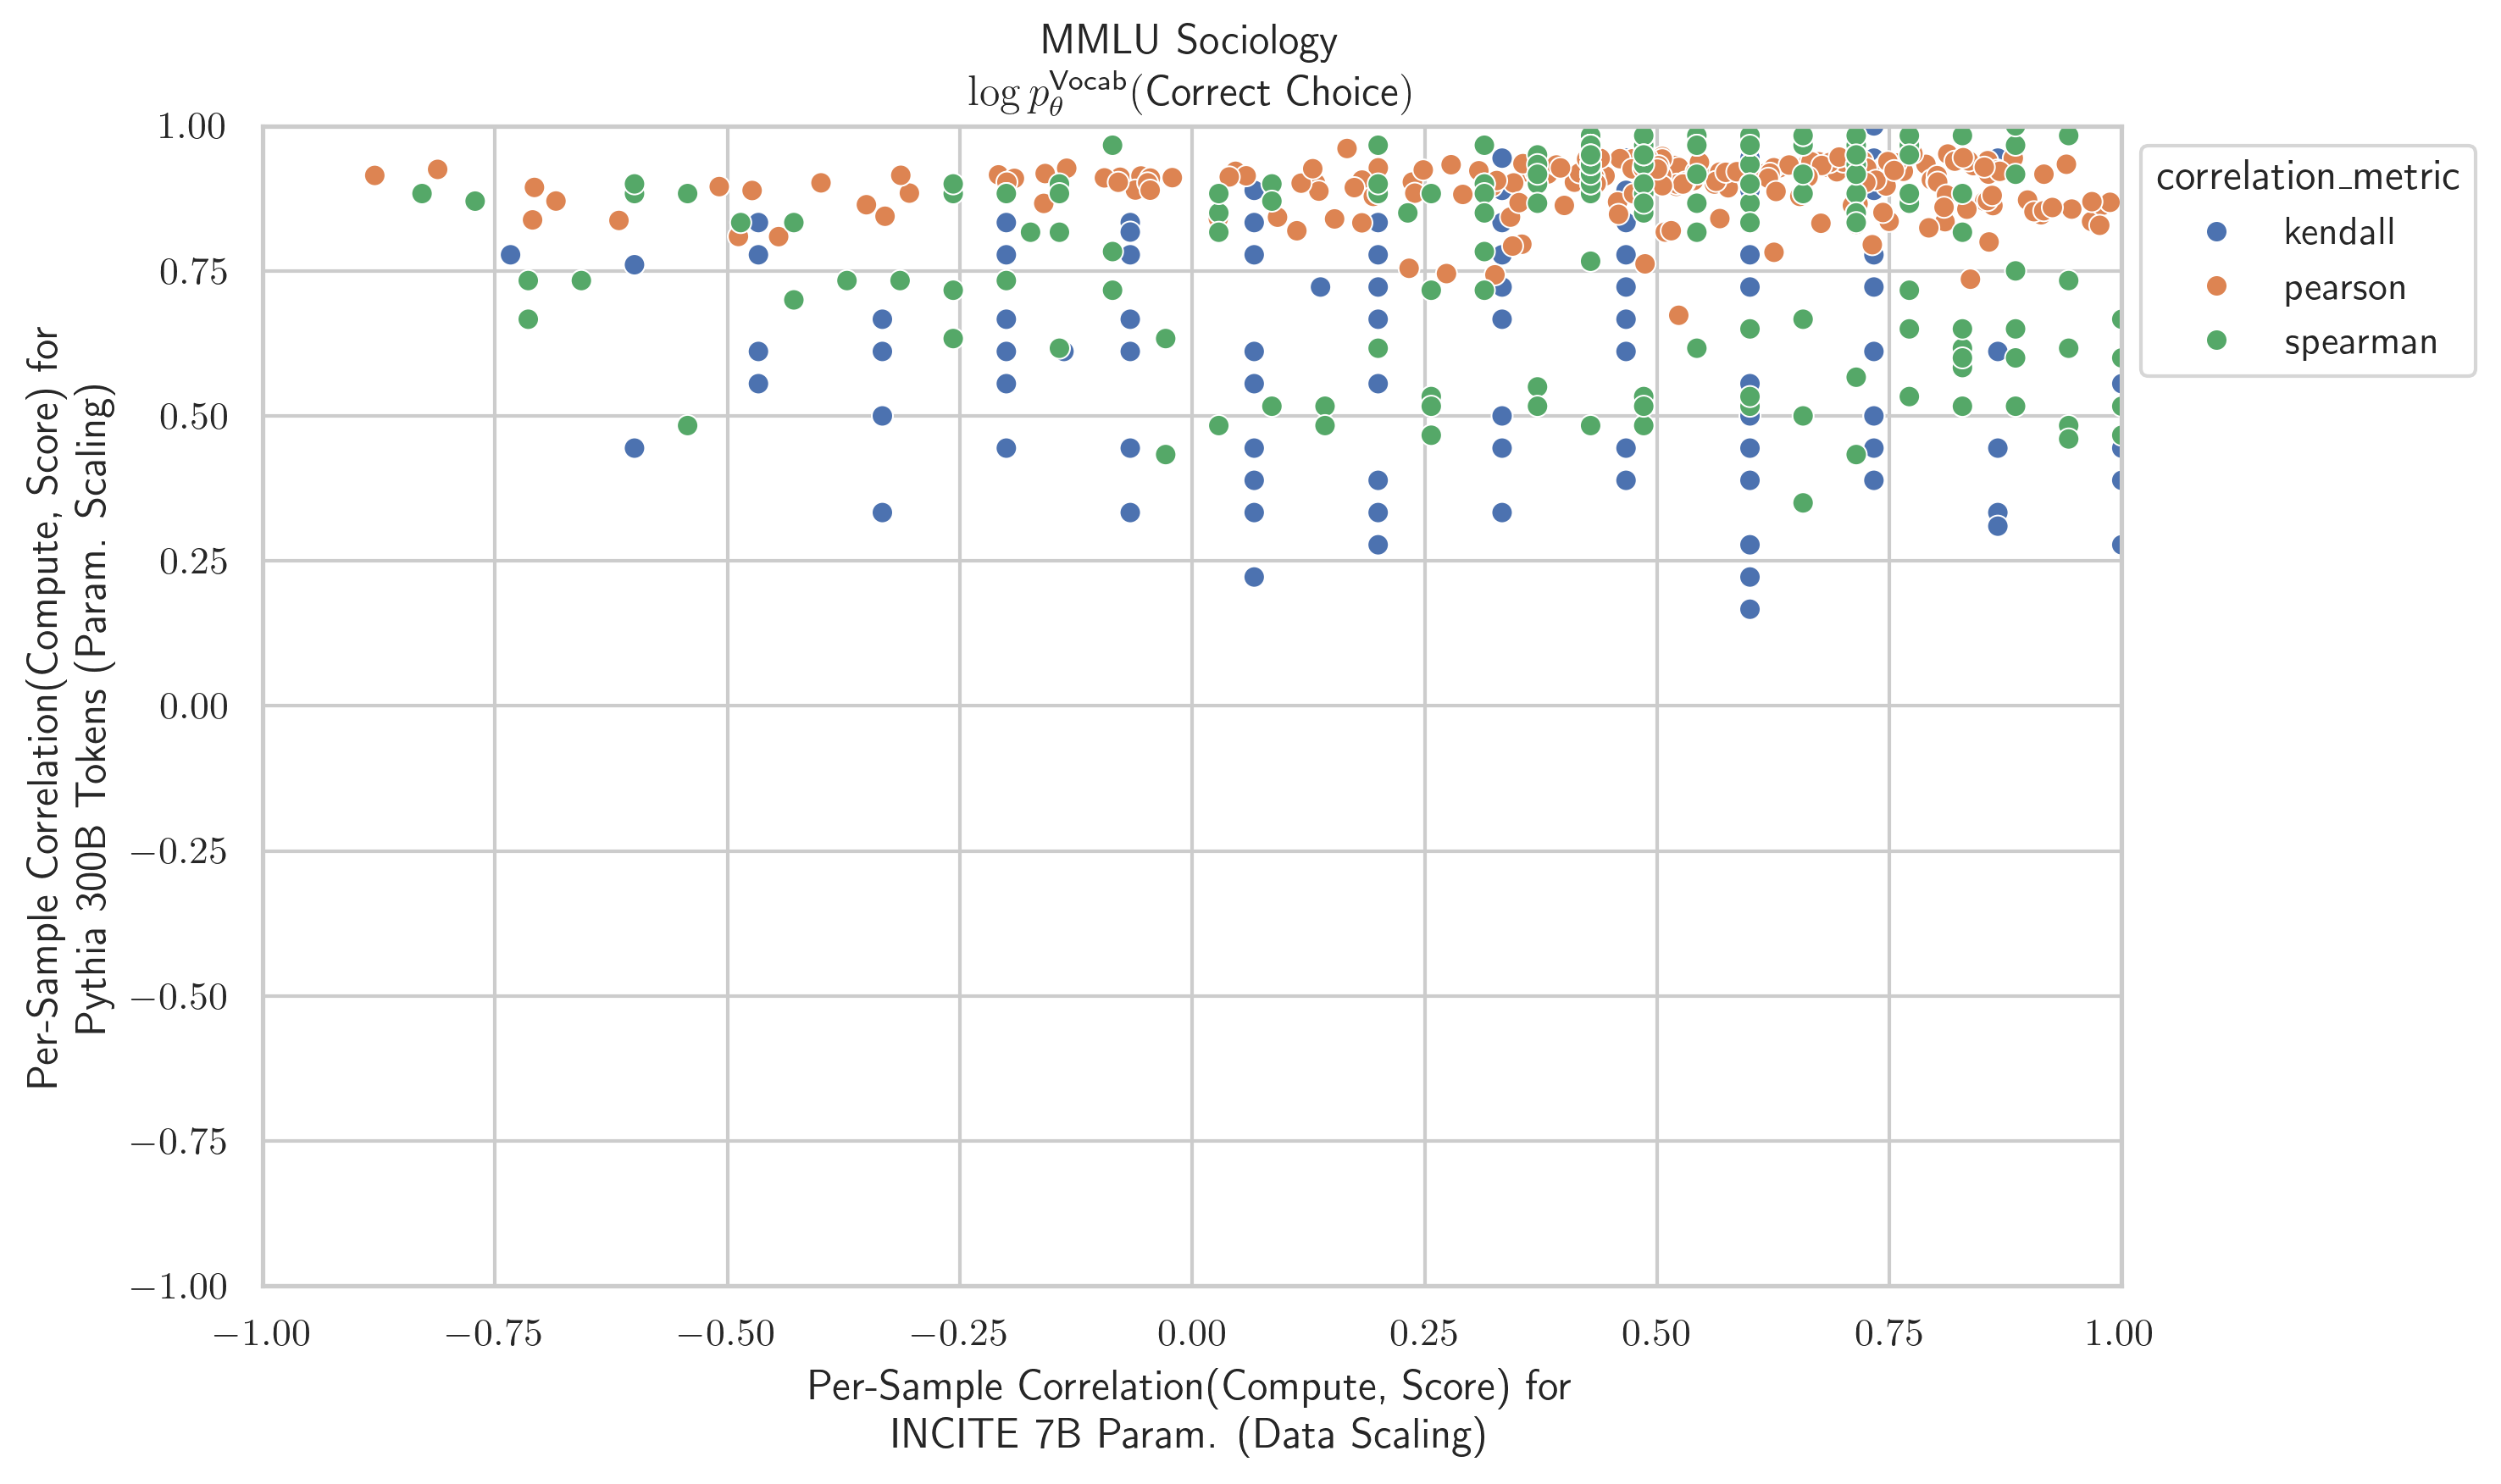 MMLU Sociology
log p_θ^Vocab(Correct Choice)
Per-Sample Correlation(Compute, Score) for
Pythia 300B Tokens (Param. Scaling)
1.00
0.75
0.50
0.25
0.00
−0.25
−0.50
−0.75
−1.00
−1.00 −0.75 −0.50 −0.25 0.00 0.25 0.50 0.75 1.00
Per-Sample Correlation(Compute, Score) for
INCITE 7B Param. (Data Scaling)
correlation_metric
kendall
pearson
spearman